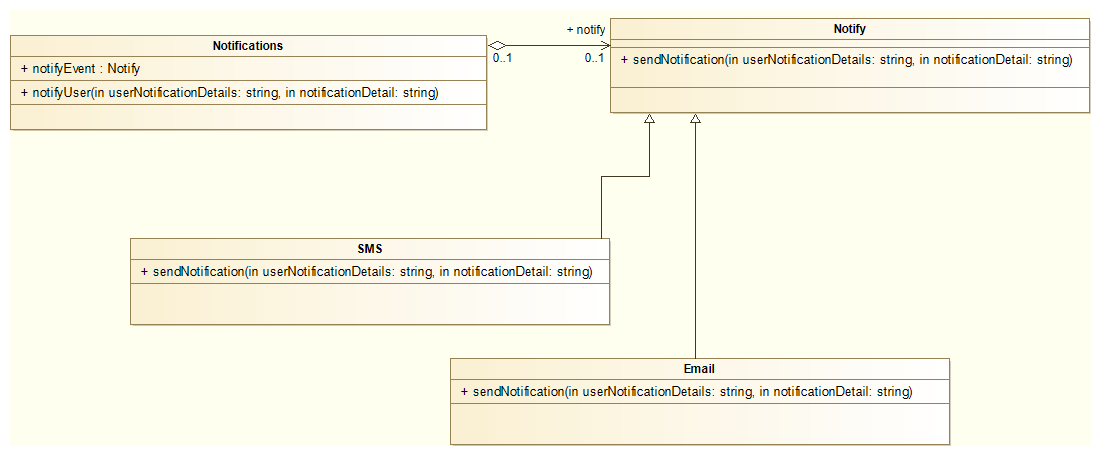 Notifications
+ notifyEvent : Notify
+ notifyUser(in userNotificationDetails: string, in notificationDetail: string)
+ notify
0..1
0..1
Notify
+ sendNotification(in userNotificationDetails: string, in notificationDetail: string)
SMS
+ sendNotification(in userNotificationDetails: string, in notificationDetail: string)
Email
+ sendNotification(in userNotificationDetails: string, in notificationDetail: string)